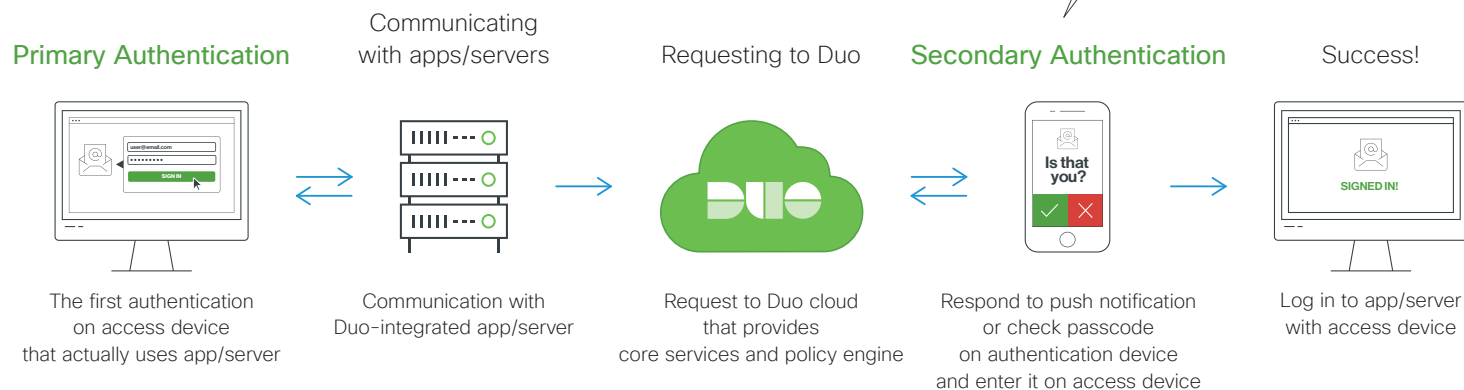 Primary Authentication
Communicating
with apps/servers
Requesting to Duo
Secondary Authentication
Success!
user@email.com
SIGN IN
DUO
Is that
you?
SIGNED IN!
The first authentication
on access device
that actually uses app/server
Communication with
Duo-integrated app/server
Request to Duo cloud
that provides
core services and policy engine
Respond to push notification
or check passcode
on authentication device
and enter it on access device
Log in to app/server
with access device